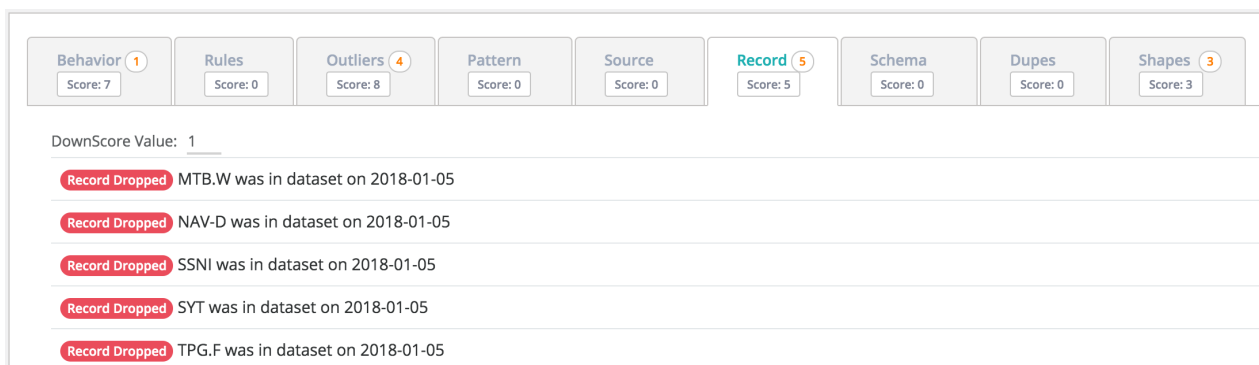 Behavior 1 Rules Outliers 4 Pattern Source Record 5 Schema Dupes Shapes 3
Score: 7 Score: 0 Score: 8 Score: 0 Score: 0 Score: 5 Score: 0 Score: 0 Score: 3
DownScore Value: 1
Record Dropped MTB.W was in dataset on 2018-01-05
Record Dropped NAV-D was in dataset on 2018-01-05
Record Dropped SSNI was in dataset on 2018-01-05
Record Dropped SYT was in dataset on 2018-01-05
Record Dropped TPG.F was in dataset on 2018-01-05